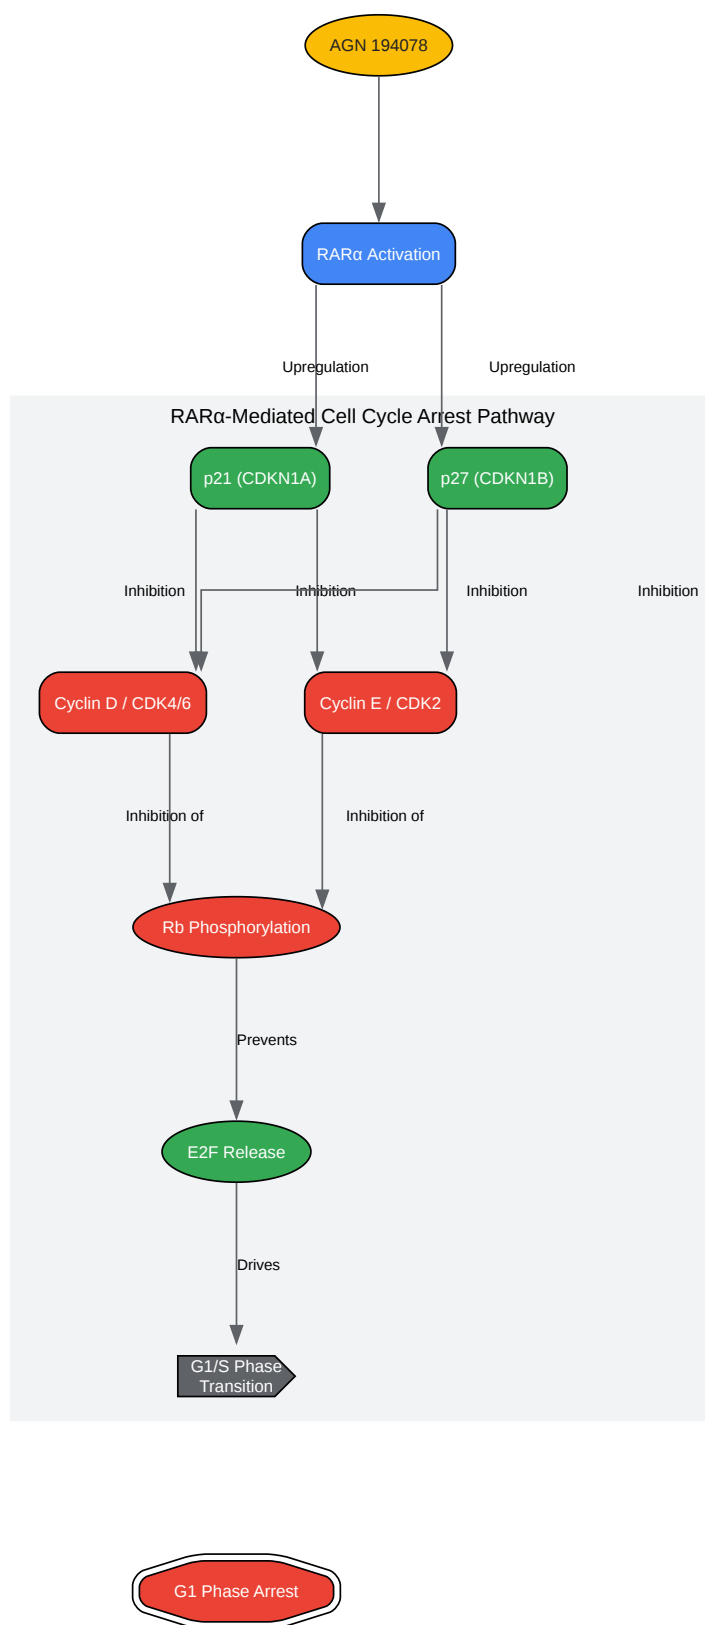 AGN 194078
RARα Activation
Upregulation
Upregulation
RARα-Mediated Cell Cycle Arrest Pathway
p21 (CDKN1A)
p27 (CDKN1B)
Inhibition
Inhibition
Inhibition
Inhibition
Cyclin D / CDK4/6
Cyclin E / CDK2
Inhibition of
Inhibition of
Rb Phosphorylation
Prevents
E2F Release
Drives
G1/S Phase
Transition
G1 Phase Arrest